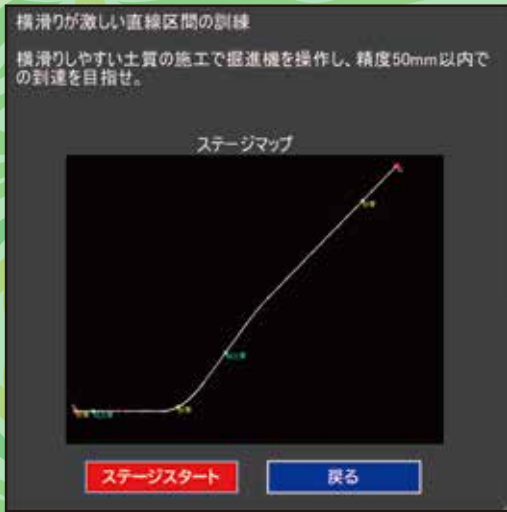 横滑りが激しい直線区間の訓練
横滑りしやすい土質の施工で掘進機を操作し、精度50mm以内で
の到達を目指せ。
ステージマップ
ステージスタート
戻る